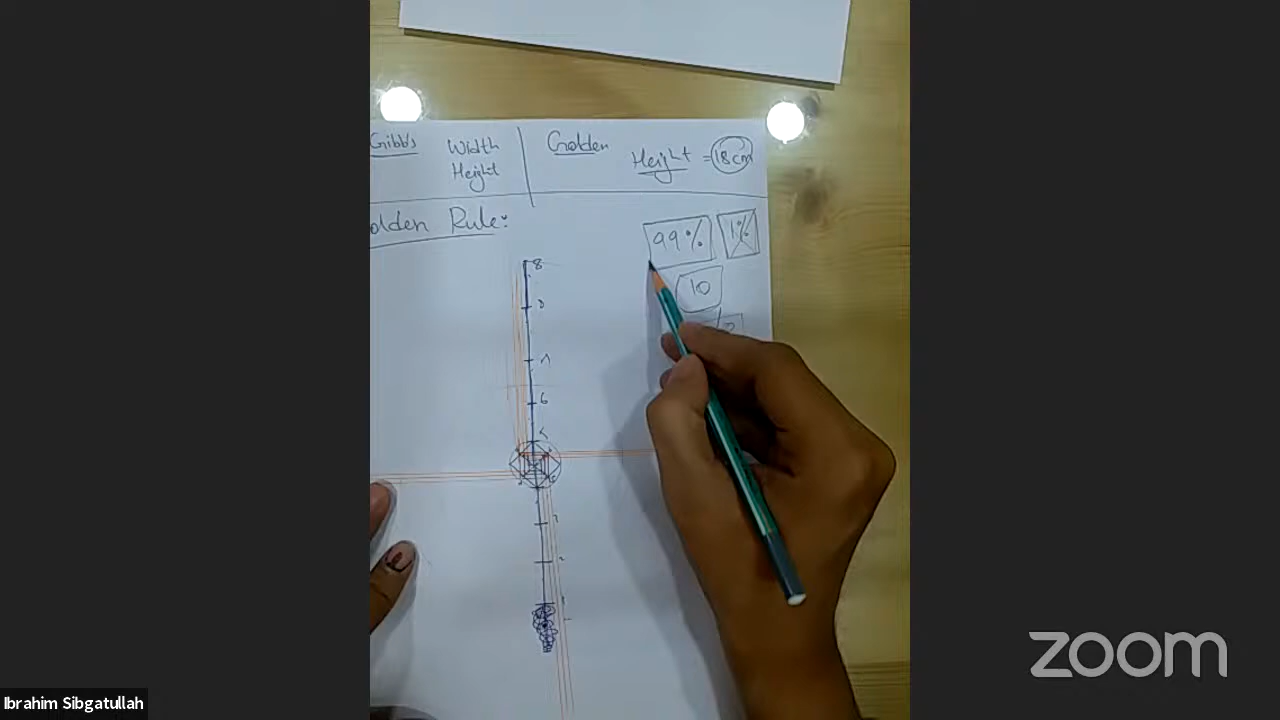 Gibb's Width Height
Golden Height = 18cm
olden Rule:
99% 1%
10
8
6
Ibrahim Sibgatullah
zoom